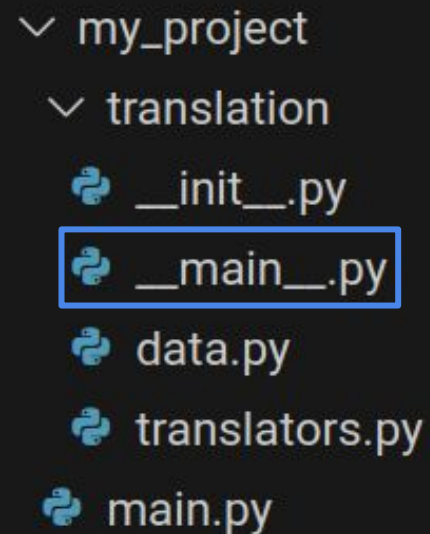 my_project
translation
__init__.py
__main__.py
data.py
translators.py
main.py